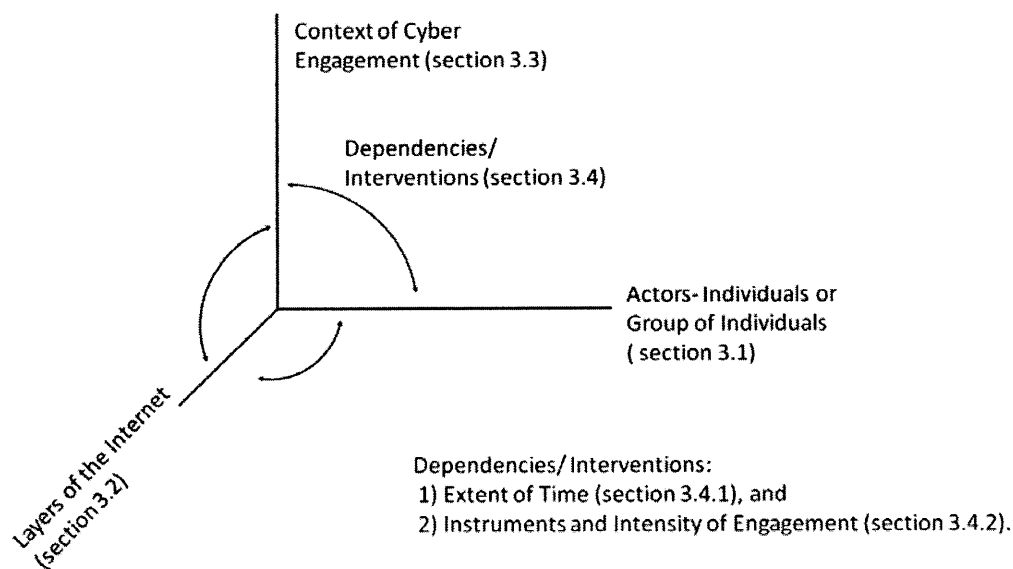 Context of Cyber
Engagement (section 3.3)
Dependencies/
Interventions (section 3.4)
Actors- Individuals or
Group of Individuals
( section 3.1)
Layers of the Internet
(section 3.2)
Dependencies/ Interventions:
1) Extent of Time (section 3.4.1), and
2) Instruments and Intensity of Engagement (section 3.4.2).